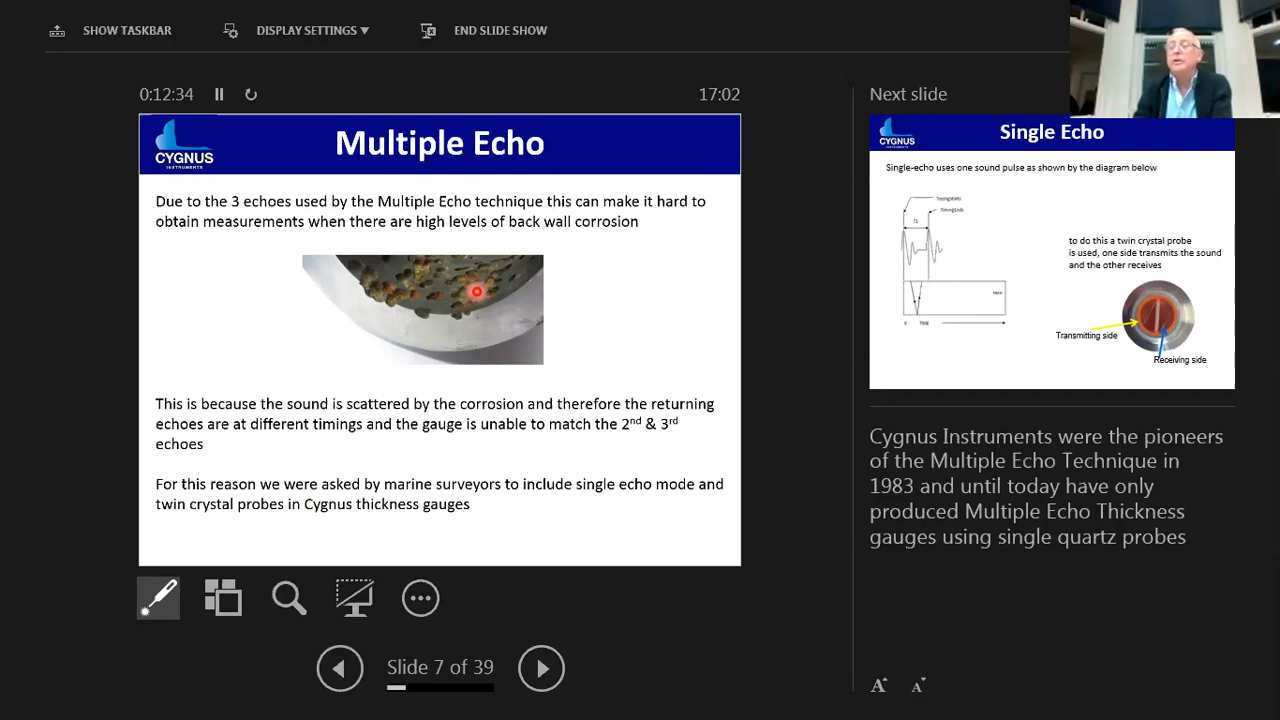 SHOW TASKBAR
DISPLAY SETTINGS ▼
END SLIDE SHOW
0:12:34
17:02
CYGNUS
INSTRUMENTS
Multiple Echo
Due to the 3 echoes used by the Multiple Echo technique this can make it hard to
obtain measurements when there are high levels of back wall corrosion
This is because the sound is scattered by the corrosion and therefore the returning
echoes are at different timings and the gauge is unable to match the 2nd & 3rd
echoes
For this reason we were asked by marine surveyors to include single echo mode and
twin crystal probes in Cygnus thickness gauges
Slide 7 of 39
Next slide
CYGNUS
INSTRUMENTS
Single Echo
Single-echo uses one sound pulse as shown by the diagram below
to do this a twin crystal probe
is used, one side transmits the sound
and the other receives
TIME
Transmitting side
Receiving side
Cygnus Instruments were the pioneers
of the Multiple Echo Technique in
1983 and until today have only
produced Multiple Echo Thickness
gauges using single quartz probes
A
A